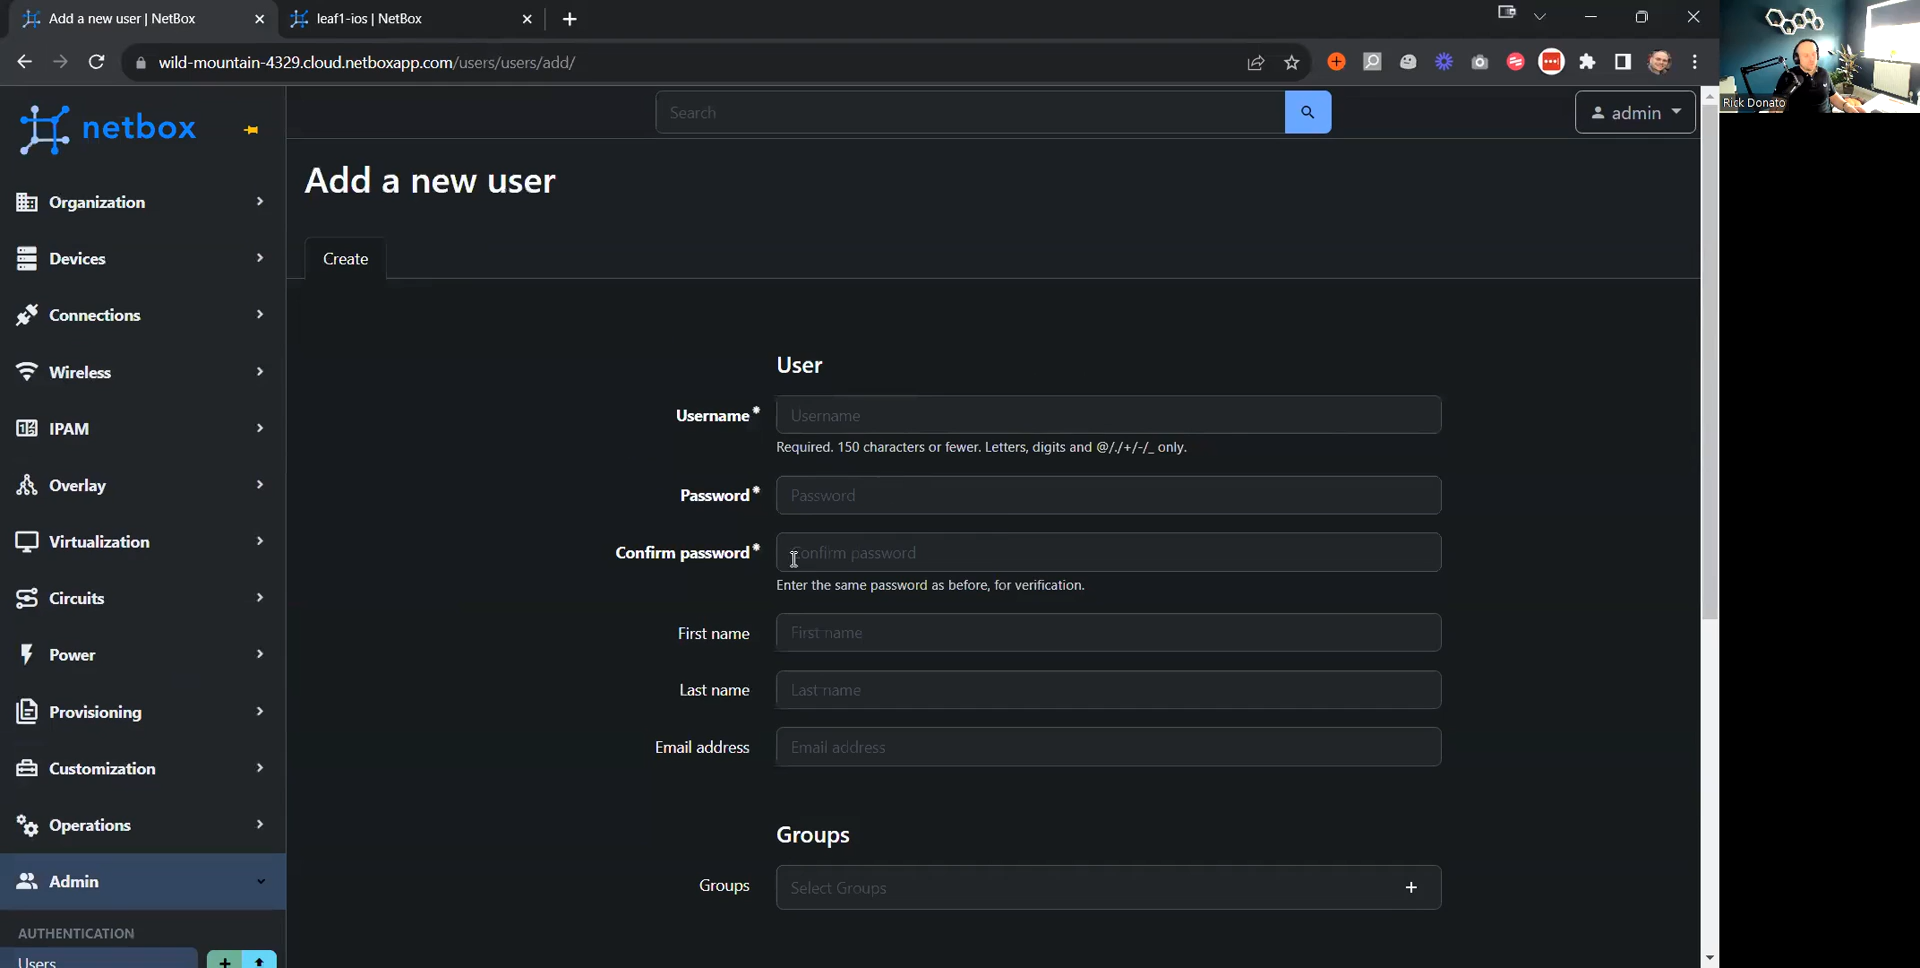 Add a new user | NetBox
leaf1-ios | NetBox
wild-mountain-4329.cloud.netboxapp.com/users/users/add/
Rick Donato
netbox
Search
admin
Add a new user
Create
Organization
Devices
Connections
Wireless
IPAM
Overlay
Virtualization
Circuits
Power
Provisioning
Customization
Operations
Admin
AUTHENTICATION
Users
User
Username*
Username
Required. 150 characters or fewer. Letters, digits and @/./+/-/_ only.
Password*
Password
Confirm password*
Confirm password
Enter the same password as before, for verification.
First name
First name
Last name
Last name
Email address
Email address
Groups
Groups
Select Groups